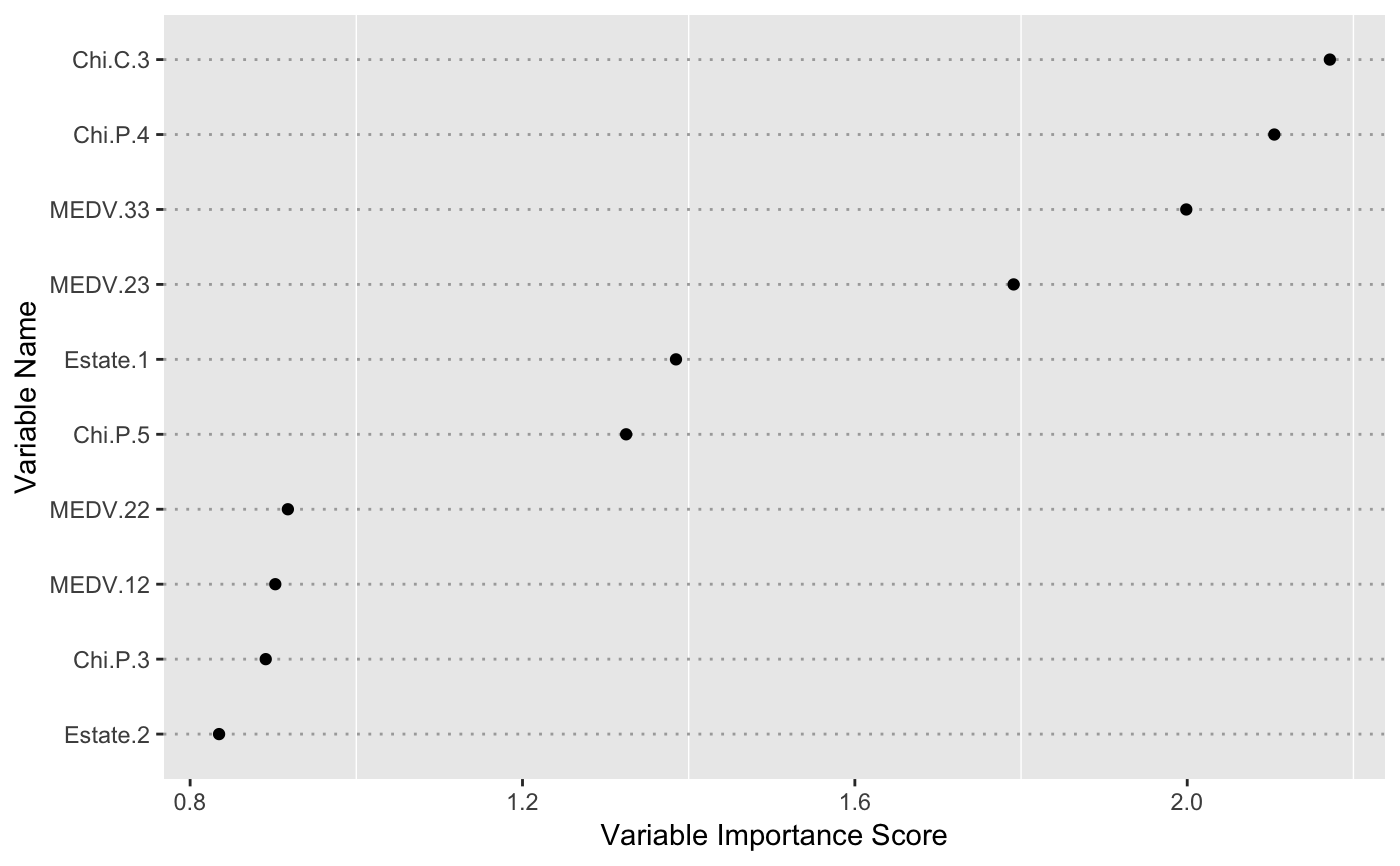 Variable Name
Chi.C.3
Chi.P.4
MEDV.33
MEDV.23
Estate.1
Chi.P.5
MEDV.22
MEDV.12
Chi.P.3
Estate.2
0.8 1.2 1.6 2.0
Variable Importance Score